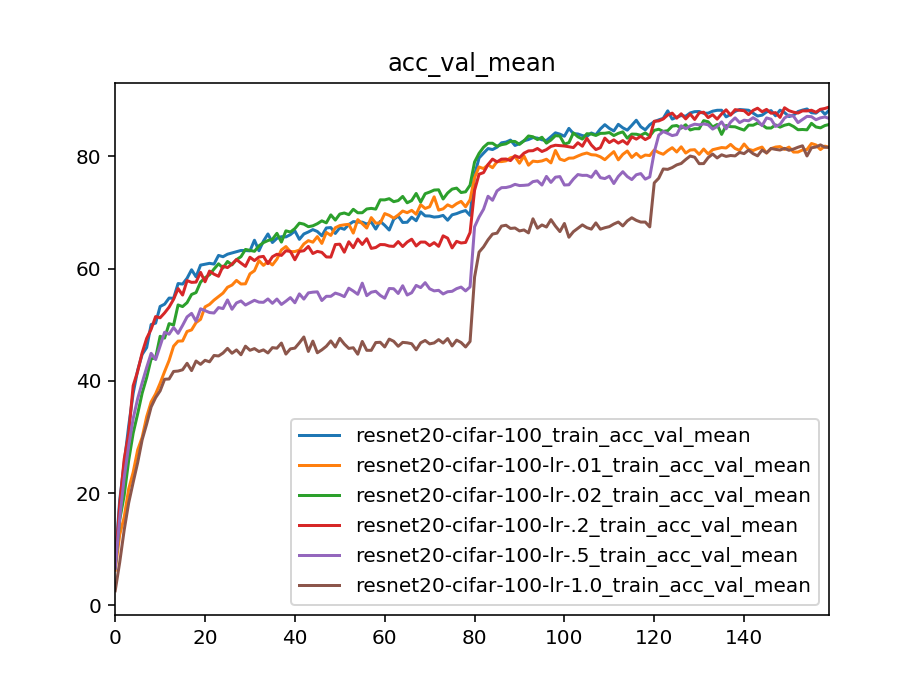 acc_val_mean
80
60
40
20
0
resnet20-cifar-100_train_acc_val_mean
resnet20-cifar-100-lr-.01_train_acc_val_mean
resnet20-cifar-100-lr-.02_train_acc_val_mean
resnet20-cifar-100-lr-.2_train_acc_val_mean
resnet20-cifar-100-lr-.5_train_acc_val_mean
resnet20-cifar-100-lr-1.0_train_acc_val_mean
0 20 40 60 80 100 120 140